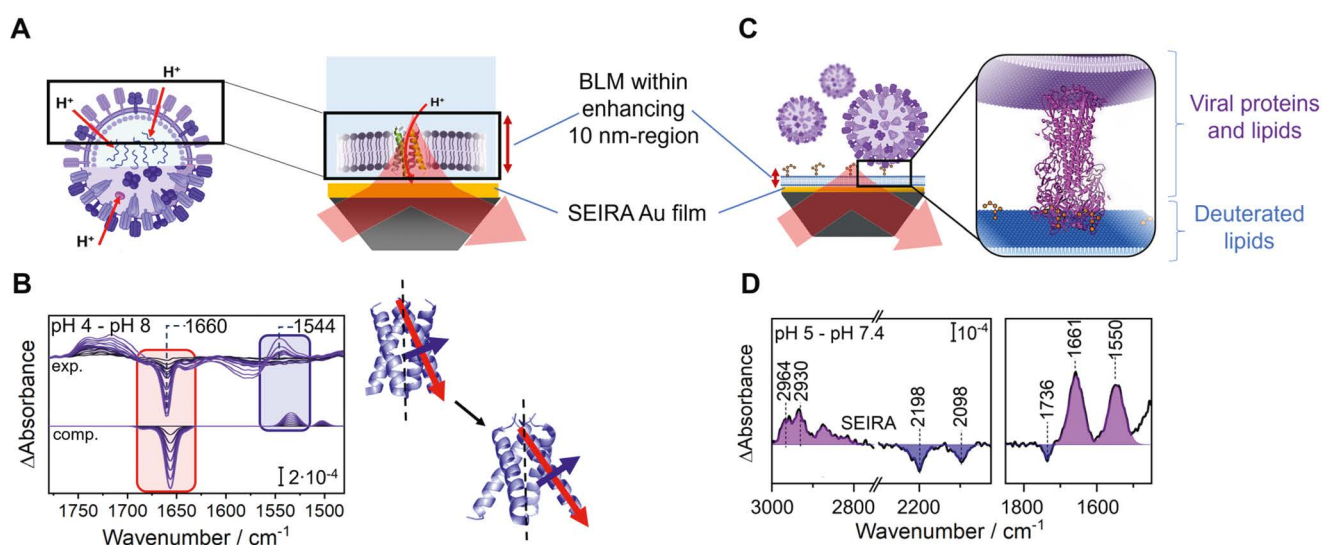 A
H⁺
H⁺
H⁺
H⁺
BLM within
enhancing
10 nm-region
SEIRA Au film
C
Viral proteins
and lipids
Deuterated
lipids
B
pH 4 - pH 8
1660
1544
exp.
comp.
2·10⁻⁴
ΔAbsorbance
1750 1700 1650 1600 1550 1500
Wavenumber / cm⁻¹
D
pH 5 - pH 7.4
10⁻⁴
2964
2930
SEIRA
2198
2098
1736
1661
1550
ΔAbsorbance
3000 2800 2200 1800 1600
Wavenumber / cm⁻¹